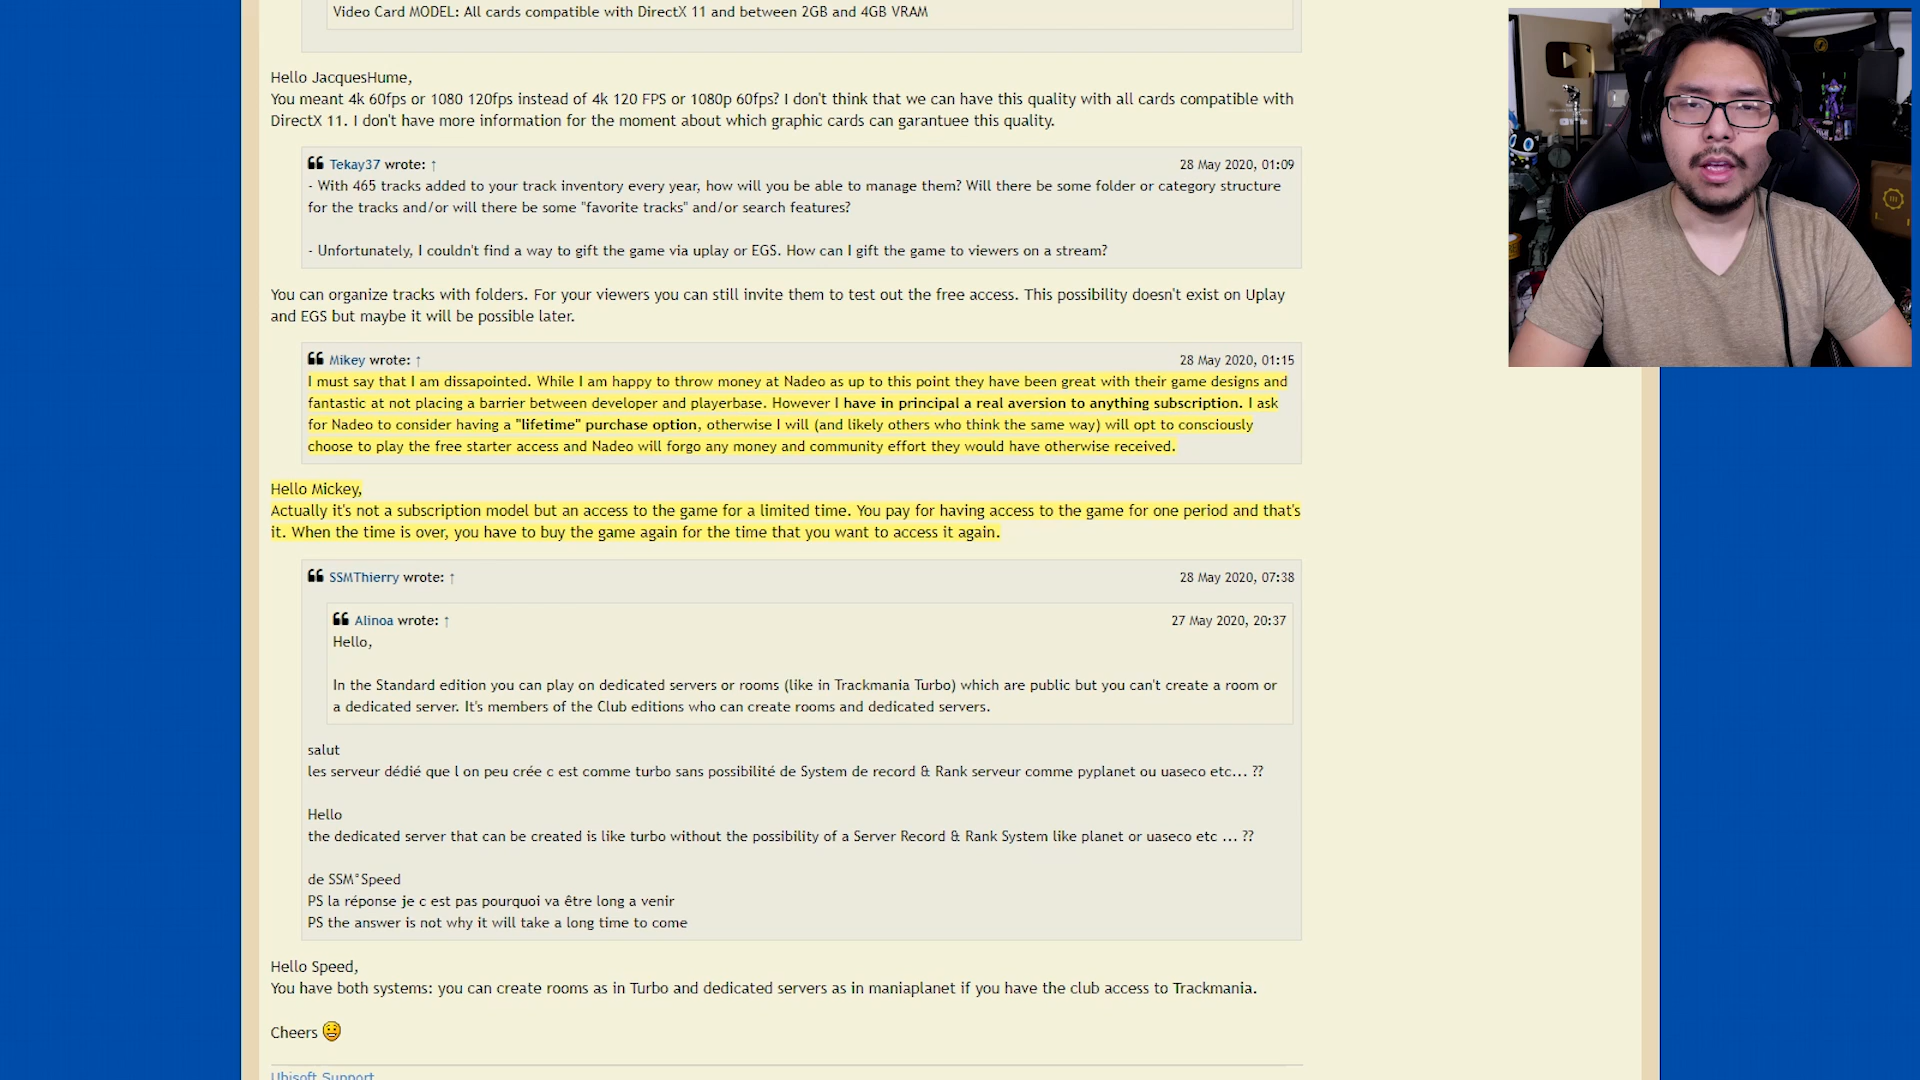 Video Card MODEL: All cards compatible with DirectX 11 and between 2GB and 4GB VRAM
Hello JacquesHume,
You meant 4k 60fps or 1080 120fps instead of 4k 120 FPS or 1080p 60fps? I don't think that we can have this quality with all cards compatible with
DirectX 11. I don't have more information for the moment about which graphic cards can garantuee this quality.
Tekay37 wrote: ↑ 28 May 2020, 01:09
- With 465 tracks added to your track inventory every year, how will you be able to manage them? Will there be some folder or category structure
for the tracks and/or will there be some "favorite tracks" and/or search features?
- Unfortunately, I couldn't find a way to gift the game via uplay or EGS. How can I gift the game to viewers on a stream?
You can organize tracks with folders. For your viewers you can still invite them to test out the free access. This possibility doesn't exist on Uplay
and EGS but maybe it will be possible later.
Mikey wrote: ↑ 28 May 2020, 01:15
I must say that I am dissapointed. While I am happy to throw money at Nadeo as up to this point they have been great with their game designs and
fantastic at not placing a barrier between developer and playerbase. However I have in principal a real aversion to anything subscription. I ask
for Nadeo to consider having a "lifetime" purchase option, otherwise I will (and likely others who think the same way) will opt to consciously
choose to play the free starter access and Nadeo will forgo any money and community effort they would have otherwise received.
Hello Mickey,
Actually it's not a subscription model but an access to the game for a limited time. You pay for having access to the game for one period and that's
it. When the time is over, you have to buy the game again for the time that you want to access it again.
SSMThierry wrote: ↑ 28 May 2020, 07:38
Alinoa wrote: ↑ 27 May 2020, 20:37
Hello,
In the Standard edition you can play on dedicated servers or rooms (like in Trackmania Turbo) which are public but you can't create a room or
a dedicated server. It's members of the Club editions who can create rooms and dedicated servers.
salut
les serveur dédié que l on peu crée c est comme turbo sans possibilité de System de record & Rank serveur comme pyplanet ou uaseco etc... ??
Hello
the dedicated server that can be created is like turbo without the possibility of a Server Record & Rank System like planet or uaseco etc ... ??
de SSM°Speed
PS la réponse je c est pas pourquoi va être long a venir
PS the answer is not why it will take a long time to come
Hello Speed,
You have both systems: you can create rooms as in Turbo and dedicated servers as in maniaplanet if you have the club access to Trackmania.
Cheers
Ubisoft Support